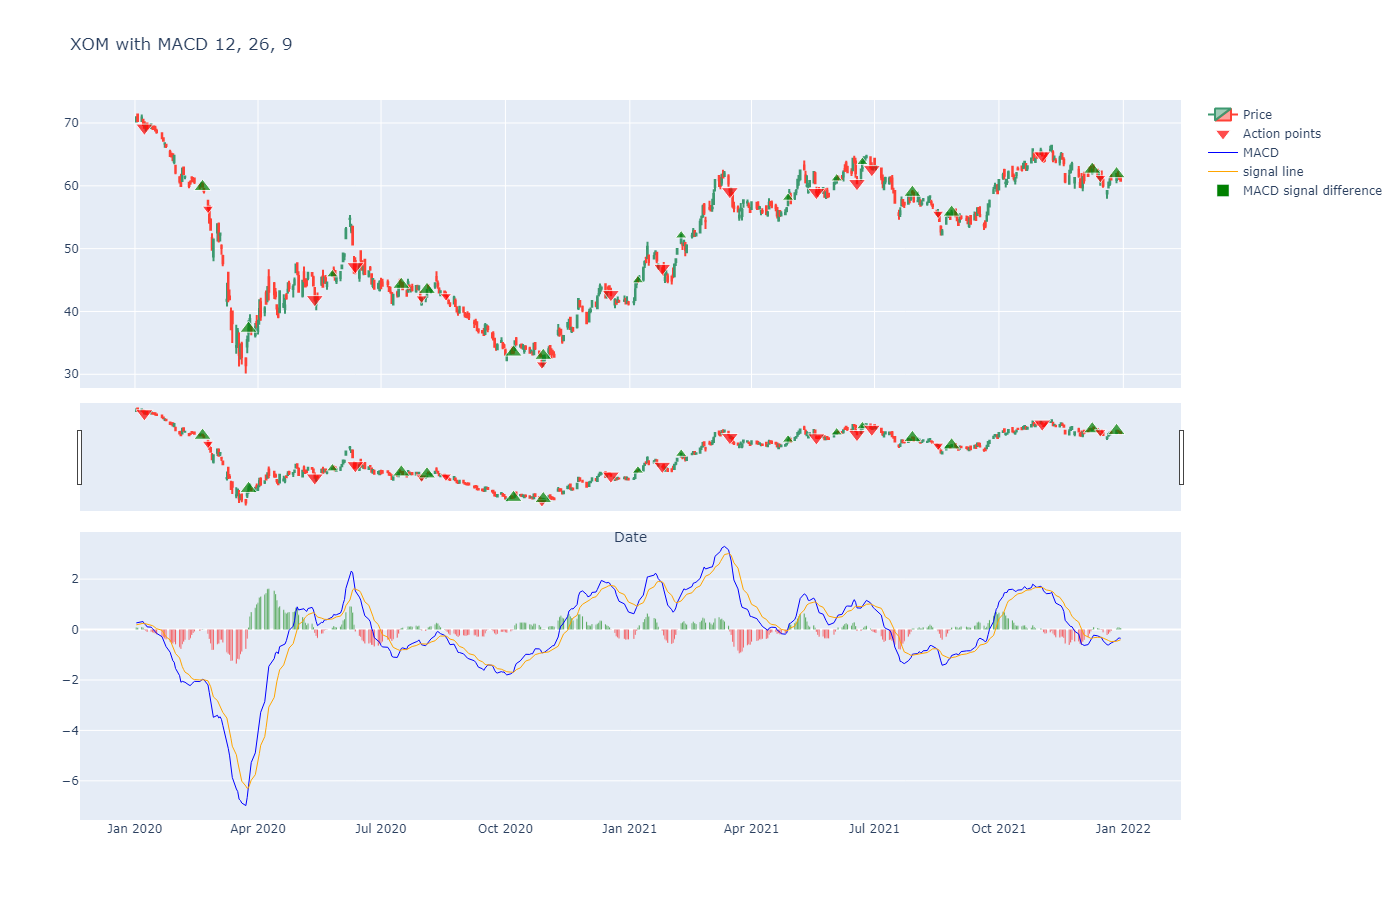 XOM with MACD 12, 26, 9
Price
Action points
MACD
signal line
MACD signal difference
70
60
50
40
30
Date
2
0
−2
−4
−6
Jan 2020 Apr 2020 Jul 2020 Oct 2020 Jan 2021 Apr 2021 Jul 2021 Oct 2021 Jan 2022